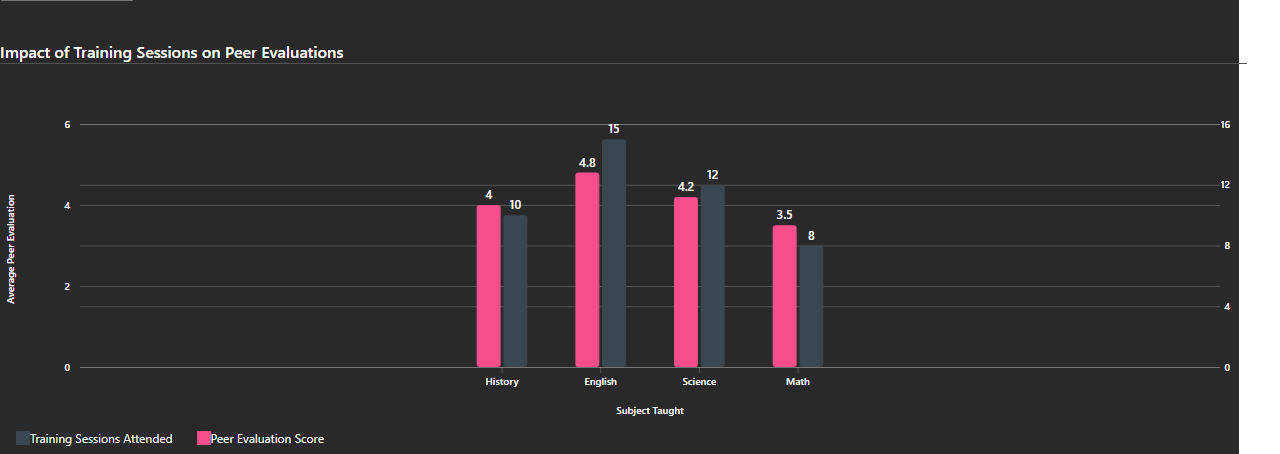 Impact of Training Sessions on Peer Evaluations
6
16
15
4.8
12
4.2
12
4
10
4
3.5
8
8
2
4
0
0
Average Peer Evaluation
History
English
Science
Math
Subject Taught
Training Sessions Attended
Peer Evaluation Score